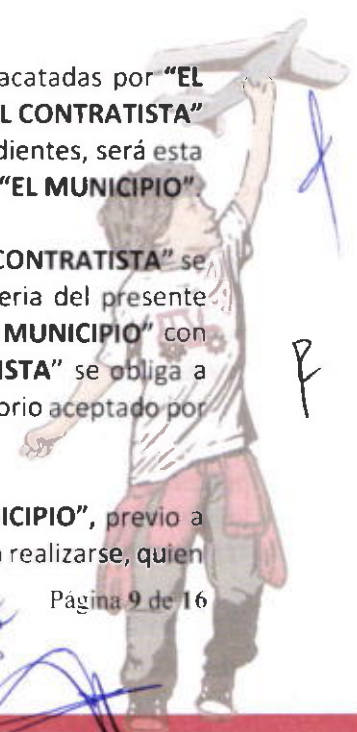 acatadas por "EL
L CONTRATISTA"
dientes, será esta
"EL MUNICIPIO".
CONTRATISTA" se
eria del presente
MUNICIPIO" con
ISTA" se obliga a
orio aceptado por
ICIPIO", previo a
realizarse, quien
Página 9 de 16